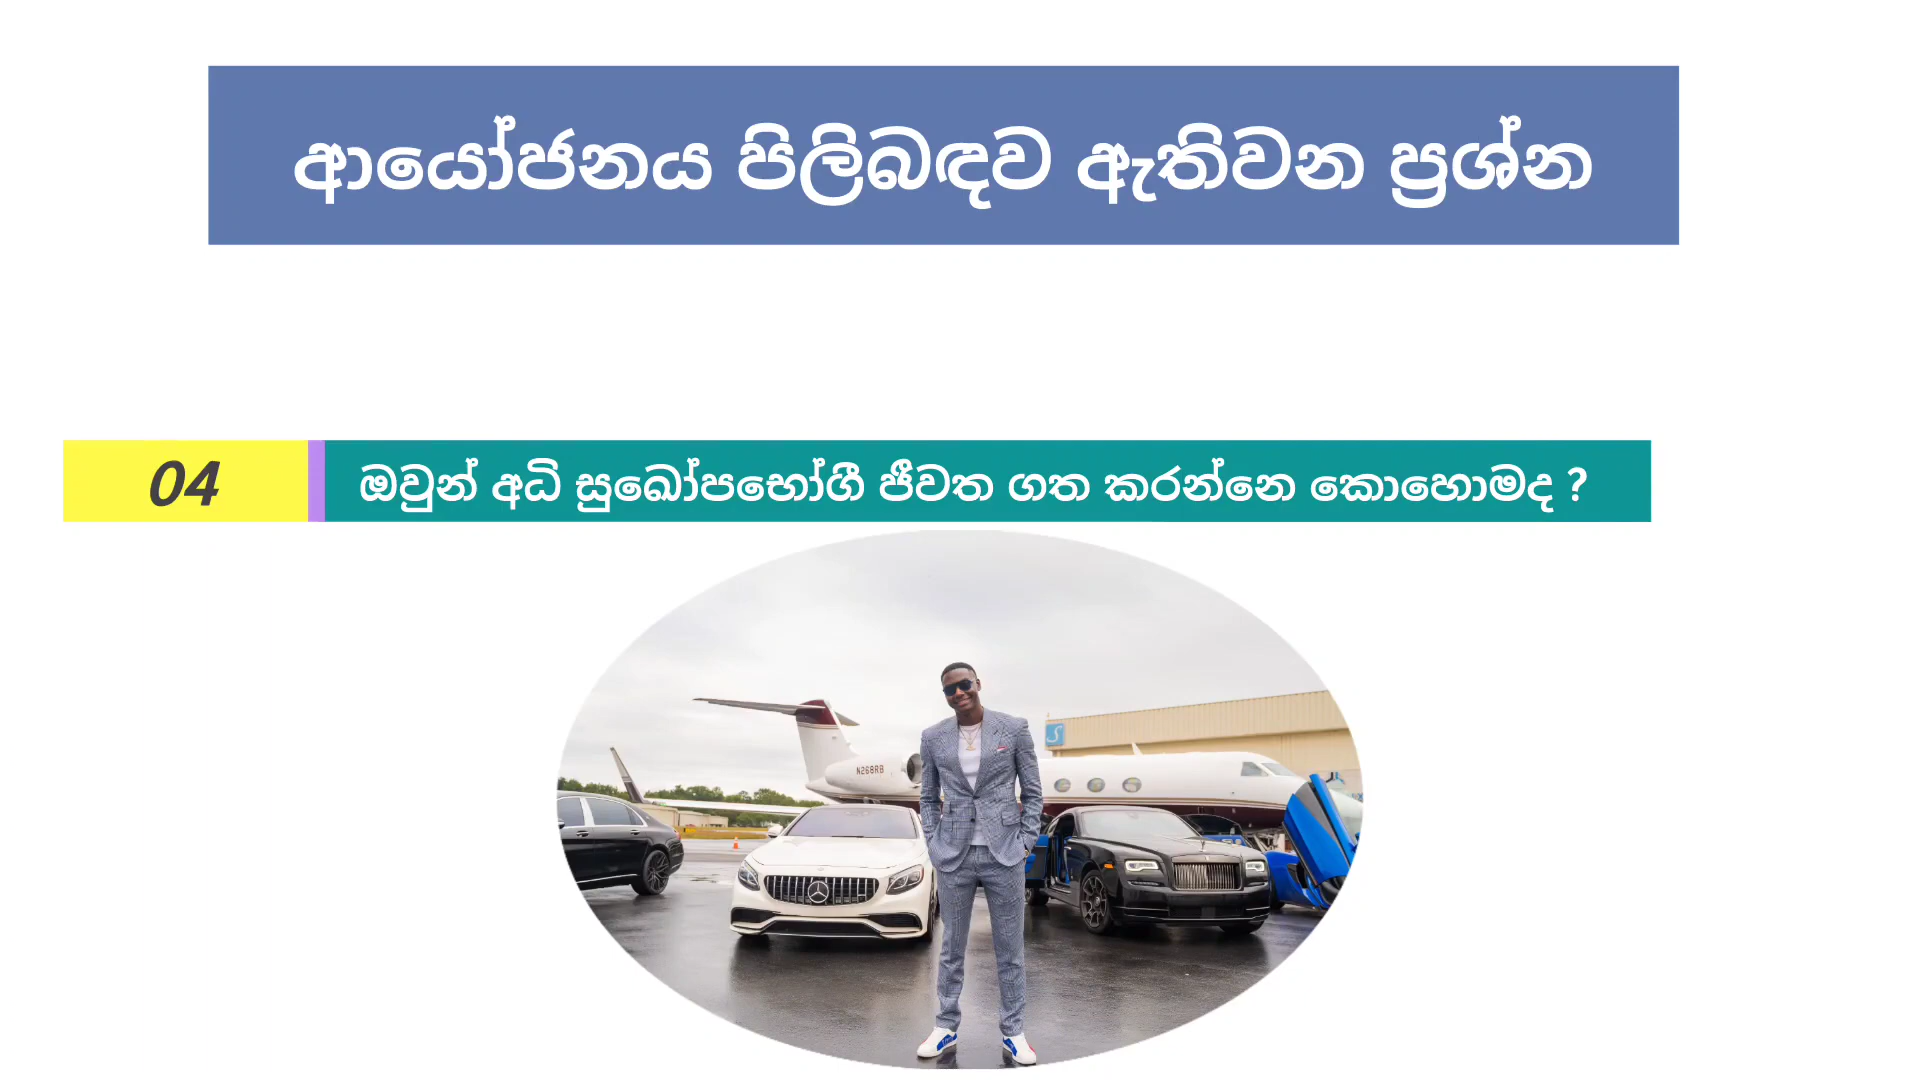 ආයෝජනය පිලිබඳව ඇතිවන ප්‍රශ්න
04
ඔවුන් අධි සුඛෝපභෝගී ජීවත ගත කරන්නෙ කොහොමද ?
N268RB